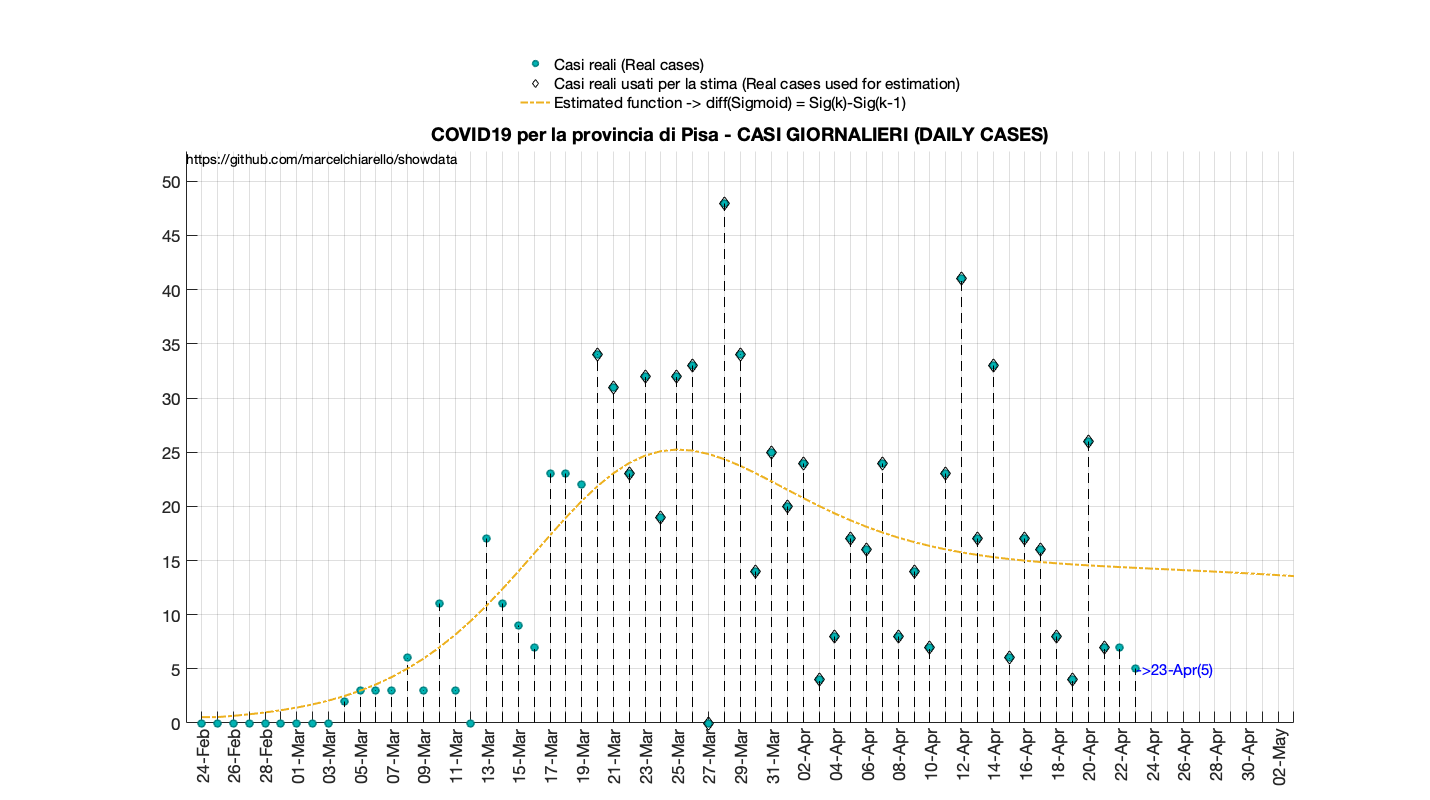 Casi reali (Real cases)
Casi reali usati per la stima (Real cases used for estimation)
Estimated function -> diff(Sigmoid) = Sig(k)-Sig(k-1)
COVID19 per la provincia di Pisa - CASI GIORNALIERI (DAILY CASES)
https://github.com/marcelchiarello/showdata
50
45
40
35
30
25
20
15
10
5
0
->23-Apr(5)
24-Feb
26-Feb
28-Feb
01-Mar
03-Mar
05-Mar
07-Mar
09-Mar
11-Mar
13-Mar
15-Mar
17-Mar
19-Mar
21-Mar
23-Mar
25-Mar
27-Mar
29-Mar
31-Mar
02-Apr
04-Apr
06-Apr
08-Apr
10-Apr
12-Apr
14-Apr
16-Apr
18-Apr
20-Apr
22-Apr
24-Apr
26-Apr
28-Apr
30-Apr
02-May